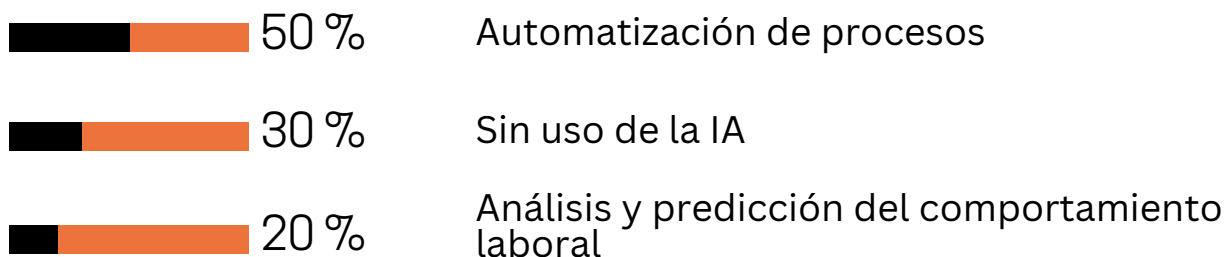 50 % Automatización de procesos
30 % Sin uso de la IA
20 % Análisis y predicción del comportamiento
laboral